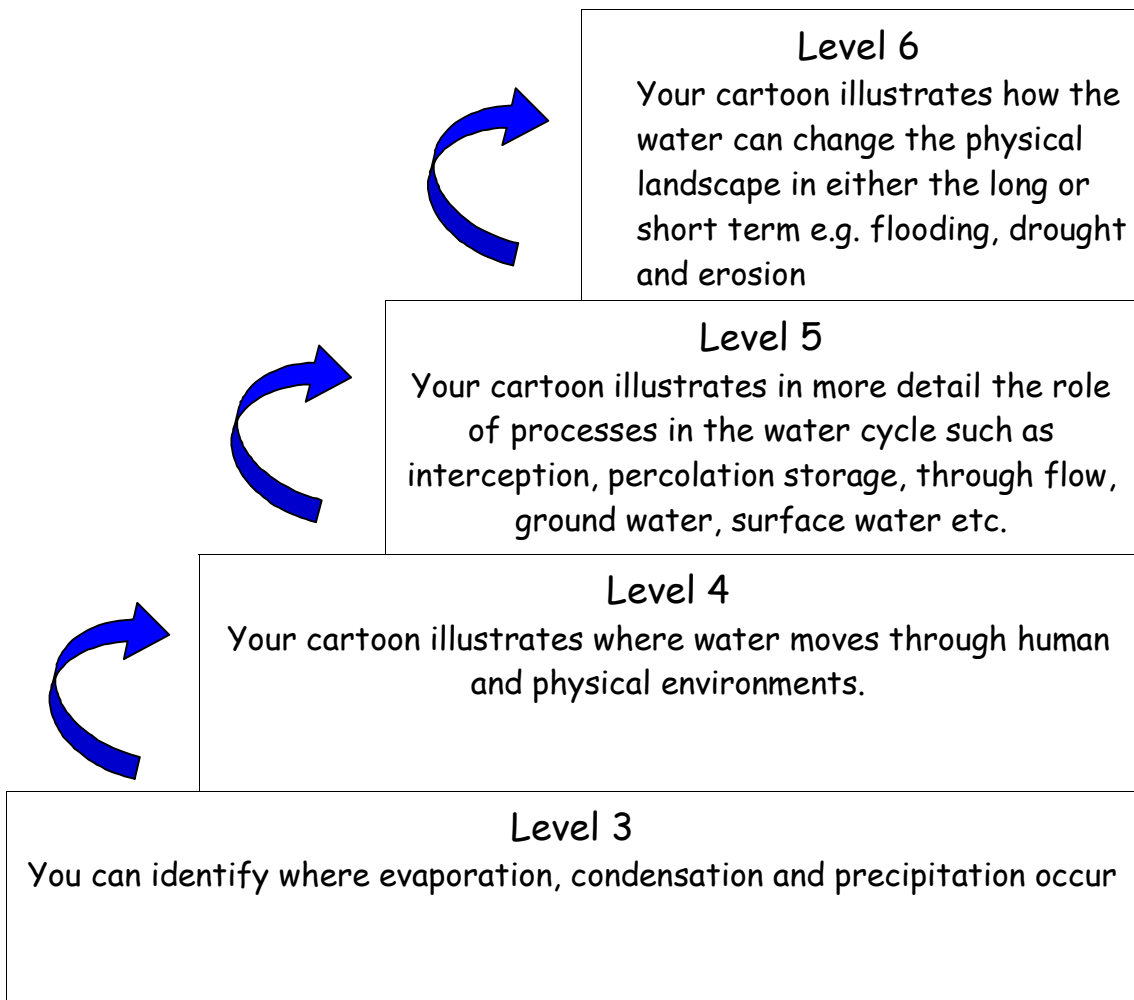 Level 6
Your cartoon illustrates how the
water can change the physical
landscape in either the long or
short term e.g. flooding, drought
and erosion
Level 5
Your cartoon illustrates in more detail the role
of processes in the water cycle such as
interception, percolation storage, through flow,
ground water, surface water etc.
Level 4
Your cartoon illustrates where water moves through human
and physical environments.
Level 3
You can identify where evaporation, condensation and precipitation occur